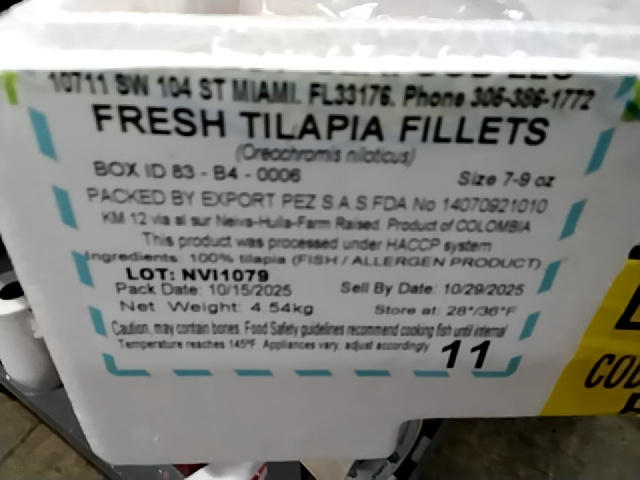 SEAFOOD LLC
10711 SW 104 ST MIAMI. FL33176. Phone 305-386-1772
FRESH TILAPIA FILLETS
(Oreochromis niloticus)
BOX ID 83 - B4 - 0006 Size 7-9 oz
PACKED BY EXPORT PEZ S.A.S.FDA No 14070921010
KM 12 via al sur Neiva-Huila-Farm Raised. Product of COLOMBIA
This product was processed under HACCP system
Ingredients: 100% tilapia (FISH / ALLERGEN PRODUCT)
LOT: NVI1079
Pack Date: 10/15/2025 Sell By Date: 10/29/2025
Net Weight: 4.54kg Store at: 28°/36°F
Caution, may contain bones. Food Safety guidelines recommend cooking fish until internal
Temperature reaches 145ºF Appliances vary, adjust accordingly
11
COD